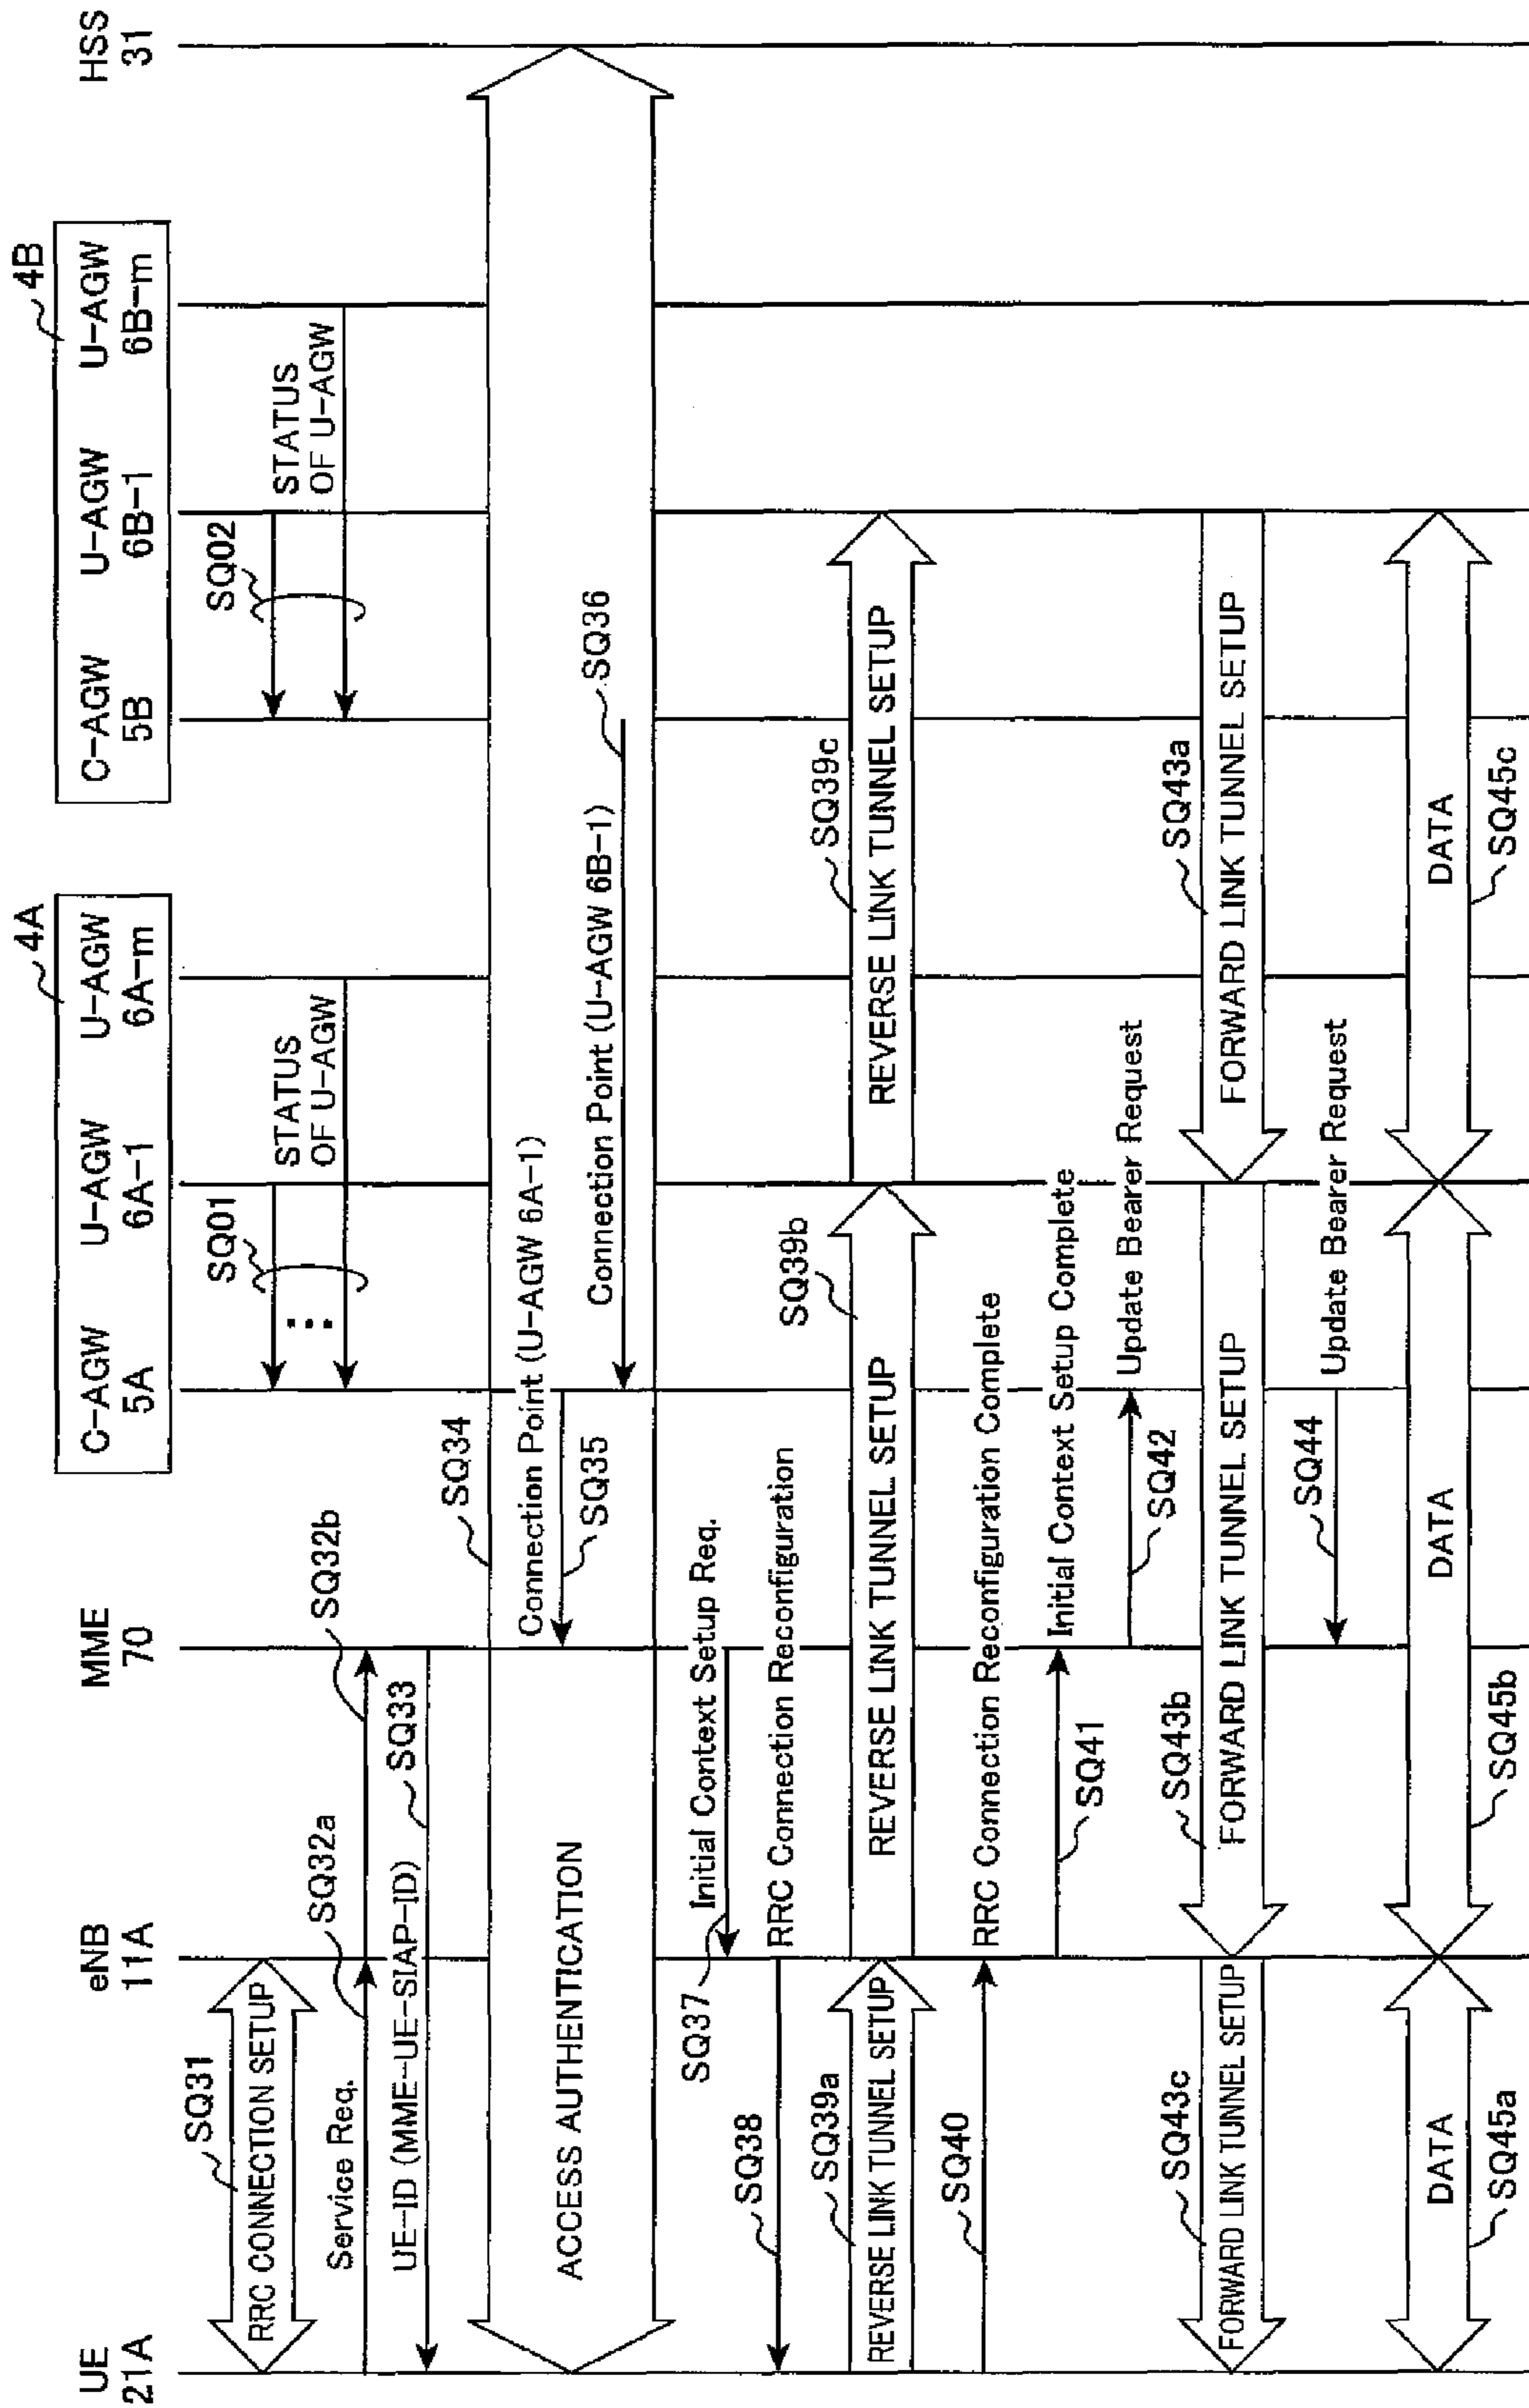 UE
21A
eNB
11A
MME
70
4A
C-AGW
5A
U-AGW
6A-1
U-AGW
6A-m
4B
C-AGW
5B
U-AGW
6B-1
U-AGW
6B-m
HSS
31
SQ31
RRC CONNECTION SETUP
SQ01
STATUS
OF U-AGW
SQ02
STATUS
OF U-AGW
Service Req.
SQ32a
SQ32b
UE-ID (MME-UE-SIAP-ID)
SQ33
SQ34
ACCESS AUTHENTICATION
Connection Point (U-AGW 6A-1)
SQ35
Connection Point (U-AGW 6B-1)
SQ36
Initial Context Setup Req.
SQ37
SQ38
RRC Connection Reconfiguration
SQ39a
REVERSE LINK TUNNEL SETUP
SQ39b
REVERSE LINK TUNNEL SETUP
SQ39c
REVERSE LINK TUNNEL SETUP
SQ40
RRC Connection Reconfiguration Complete
SQ41
Initial Context Setup Complete
SQ42
Update Bearer Request
SQ43c
FORWARD LINK TUNNEL SETUP
SQ43b
FORWARD LINK TUNNEL SETUP
SQ43a
FORWARD LINK TUNNEL SETUP
SQ44
Update Bearer Request
DATA
SQ45a
DATA
SQ45b
DATA
SQ45c